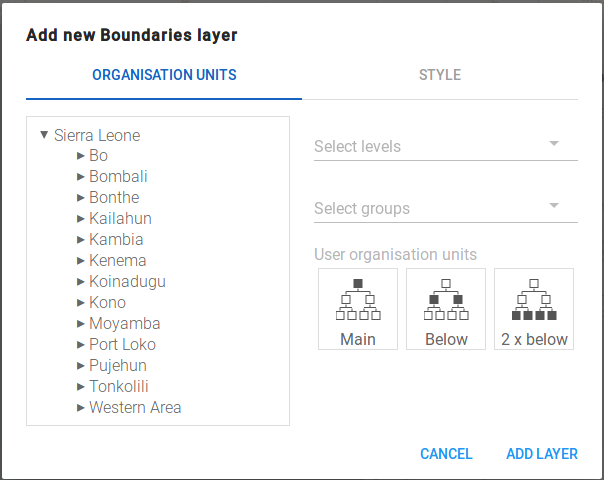 Add new Boundaries layer
ORGANISATION UNITS
STYLE
Sierra Leone
Bo
Bombali
Bonthe
Kailahun
Kambia
Kenema
Koinadugu
Kono
Moyamba
Port Loko
Pujehun
Tonkolili
Western Area
Select levels
Select groups
User organisation units
Main
Below
2 x below
CANCEL
ADD LAYER